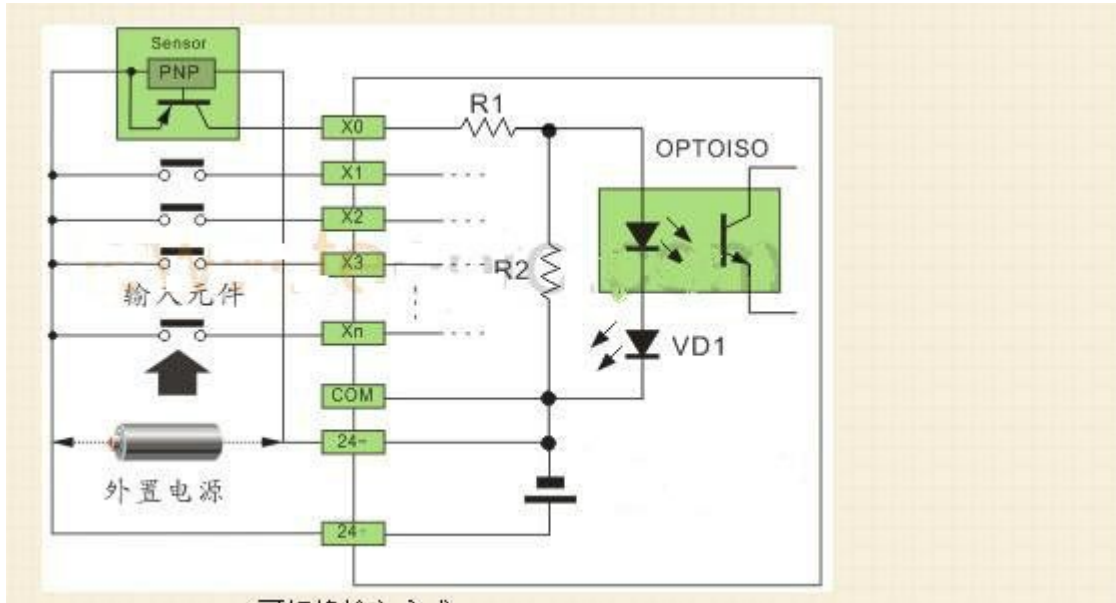 Sensor
PNP
X0
R1
OPTOISO
X1
X2
X3
R2
输入元件
Xn
VD1
COM
24-
外置电源
24+